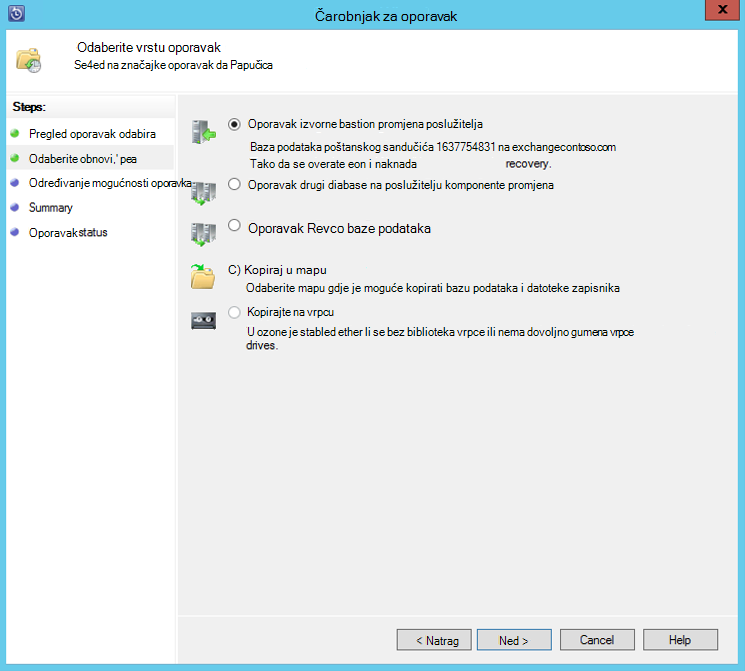 Čarobnjak za oporavak
x
Odaberite vrstu oporavak
Se4ed na značajke oporavak da Papučica
Steps:
Pregled oporavak odabira
Odaberite obnovi,' pea
Određivanje mogućnosti oporavka
Summary
Oporavak status
Oporavak izvorne bastion promjena poslužitelja
Baza podataka poštanskog sandučića 1637754831 na exchangecontoso.com
Tako da se overate eon i naknada recovery.
Oporavak drugi diabase na poslužitelju komponente promjena
Oporavak Revco baze podataka
C) Kopiraj u mapu
Odaberite mapu gdje je moguće kopirati bazu podataka i datoteke zapisnika
Kopirajte na vrpcu
U ozone je stabled ether li se bez biblioteka vrpce ili nema dovoljno gumena vrpce
drives.
< Natrag
Ned >
Cancel
Help